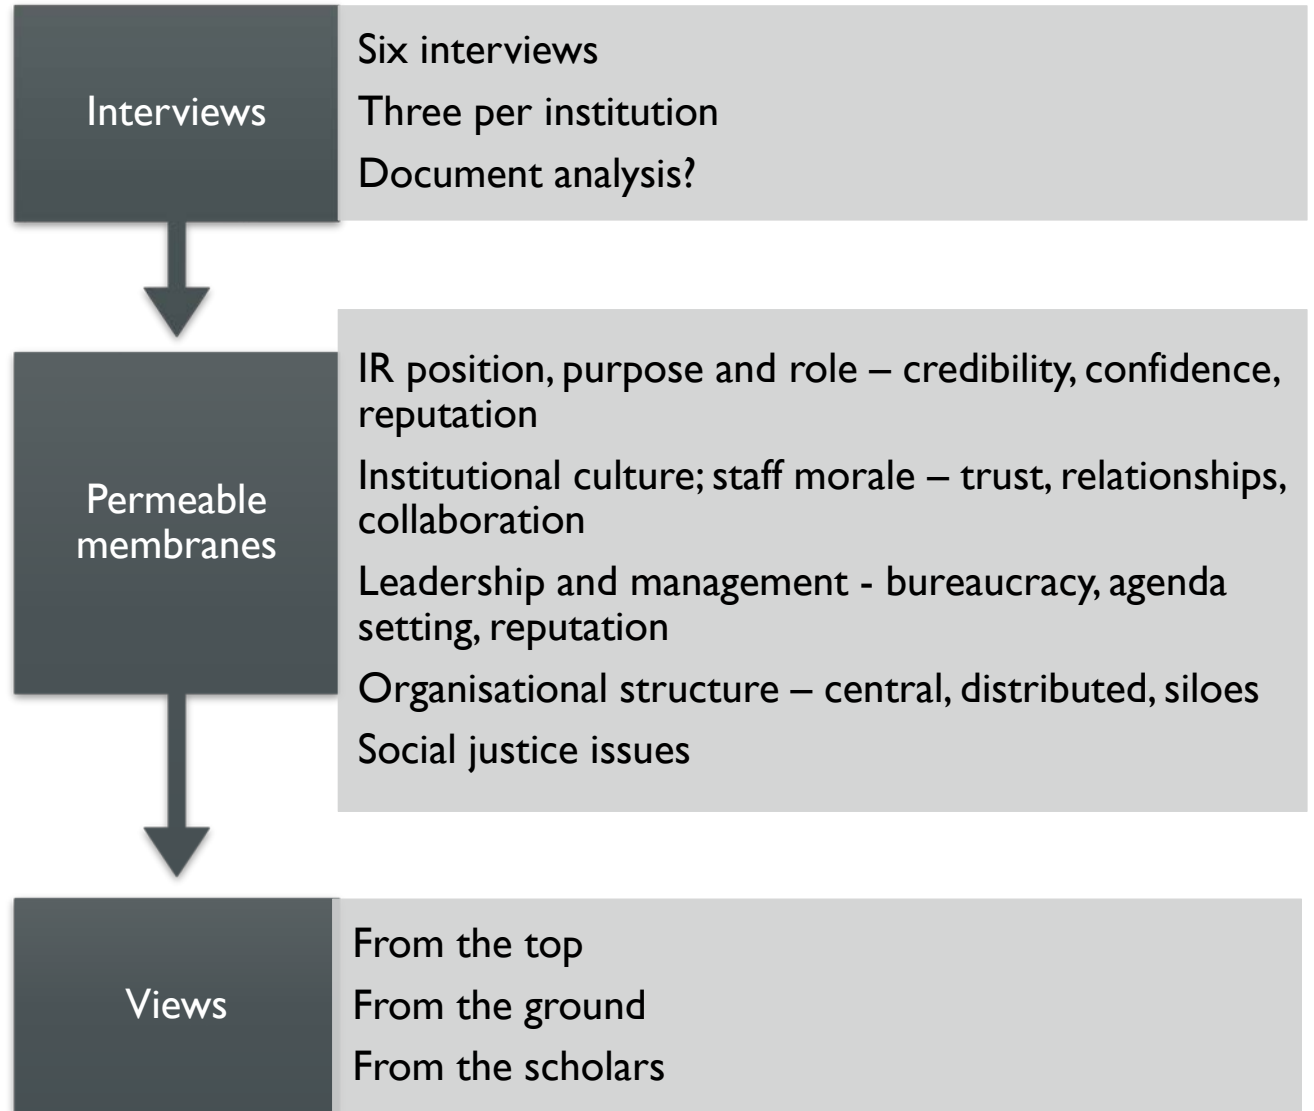 Interviews
Six interviews
Three per institution
Document analysis?
Permeable
membranes
IR position, purpose and role – credibility, confidence,
reputation
Institutional culture; staff morale – trust, relationships,
collaboration
Leadership and management - bureaucracy, agenda
setting, reputation
Organisational structure – central, distributed, siloes
Social justice issues
Views
From the top
From the ground
From the scholars